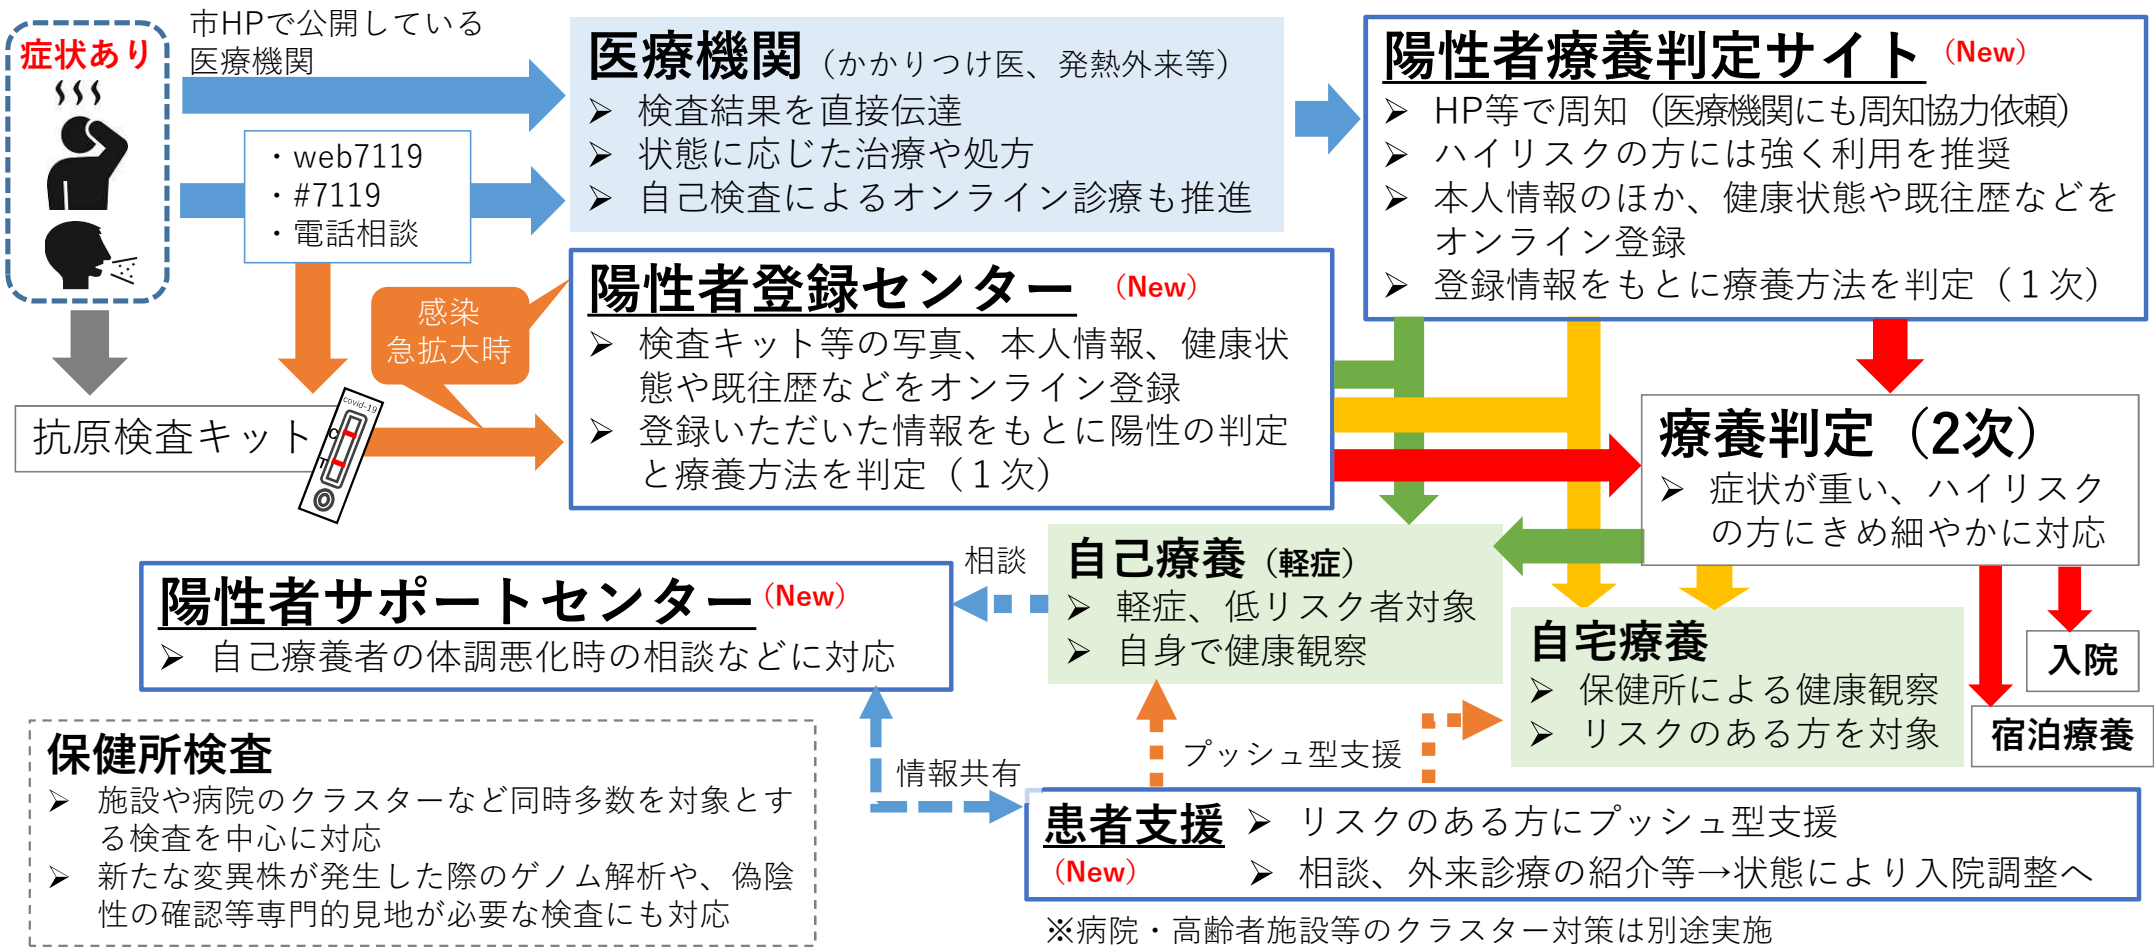 症状あり
市HPで公開している
医療機関
・web7119
・#7119
・電話相談
医療機関（かかりつけ医、発熱外来等）
➤ 検査結果を直接伝達
➤ 状態に応じた治療や処方
➤ 自己検査によるオンライン診療も推進
陽性者療養判定サイト（New）
➤ HP等で周知（医療機関にも周知協力依頼）
➤ ハイリスクの方には強く利用を推奨
➤ 本人情報のほか、健康状態や既往歴などを
オンライン登録
➤ 登録情報をもとに療養方法を判定（１次）
感染
急拡大時
陽性者登録センター（New）
➤ 検査キット等の写真、本人情報、健康状
態や既往歴などをオンライン登録
➤ 登録いただいた情報をもとに陽性の判定
と療養方法を判定（１次）
抗原検査キット
covid-19
C
T
療養判定（2次）
➤ 症状が重い、ハイリスク
の方にきめ細やかに対応
自己療養（軽症）
➤ 軽症、低リスク者対象
➤ 自身で健康観察
相談
陽性者サポートセンター（New）
➤ 自己療養者の体調悪化時の相談などに対応
自宅療養
➤ 保健所による健康観察
➤ リスクのある方を対象
入院
宿泊療養
保健所検査
➤ 施設や病院のクラスターなど同時多数を対象とす
る検査を中心に対応
➤ 新たな変異株が発生した際のゲノム解析や、偽陰
性の確認等専門的見地が必要な検査にも対応
情報共有
プッシュ型支援
患者支援
（New）
➤ リスクのある方にプッシュ型支援
➤ 相談、外来診療の紹介等→状態により入院調整へ
※病院・高齢者施設等のクラスター対策は別途実施